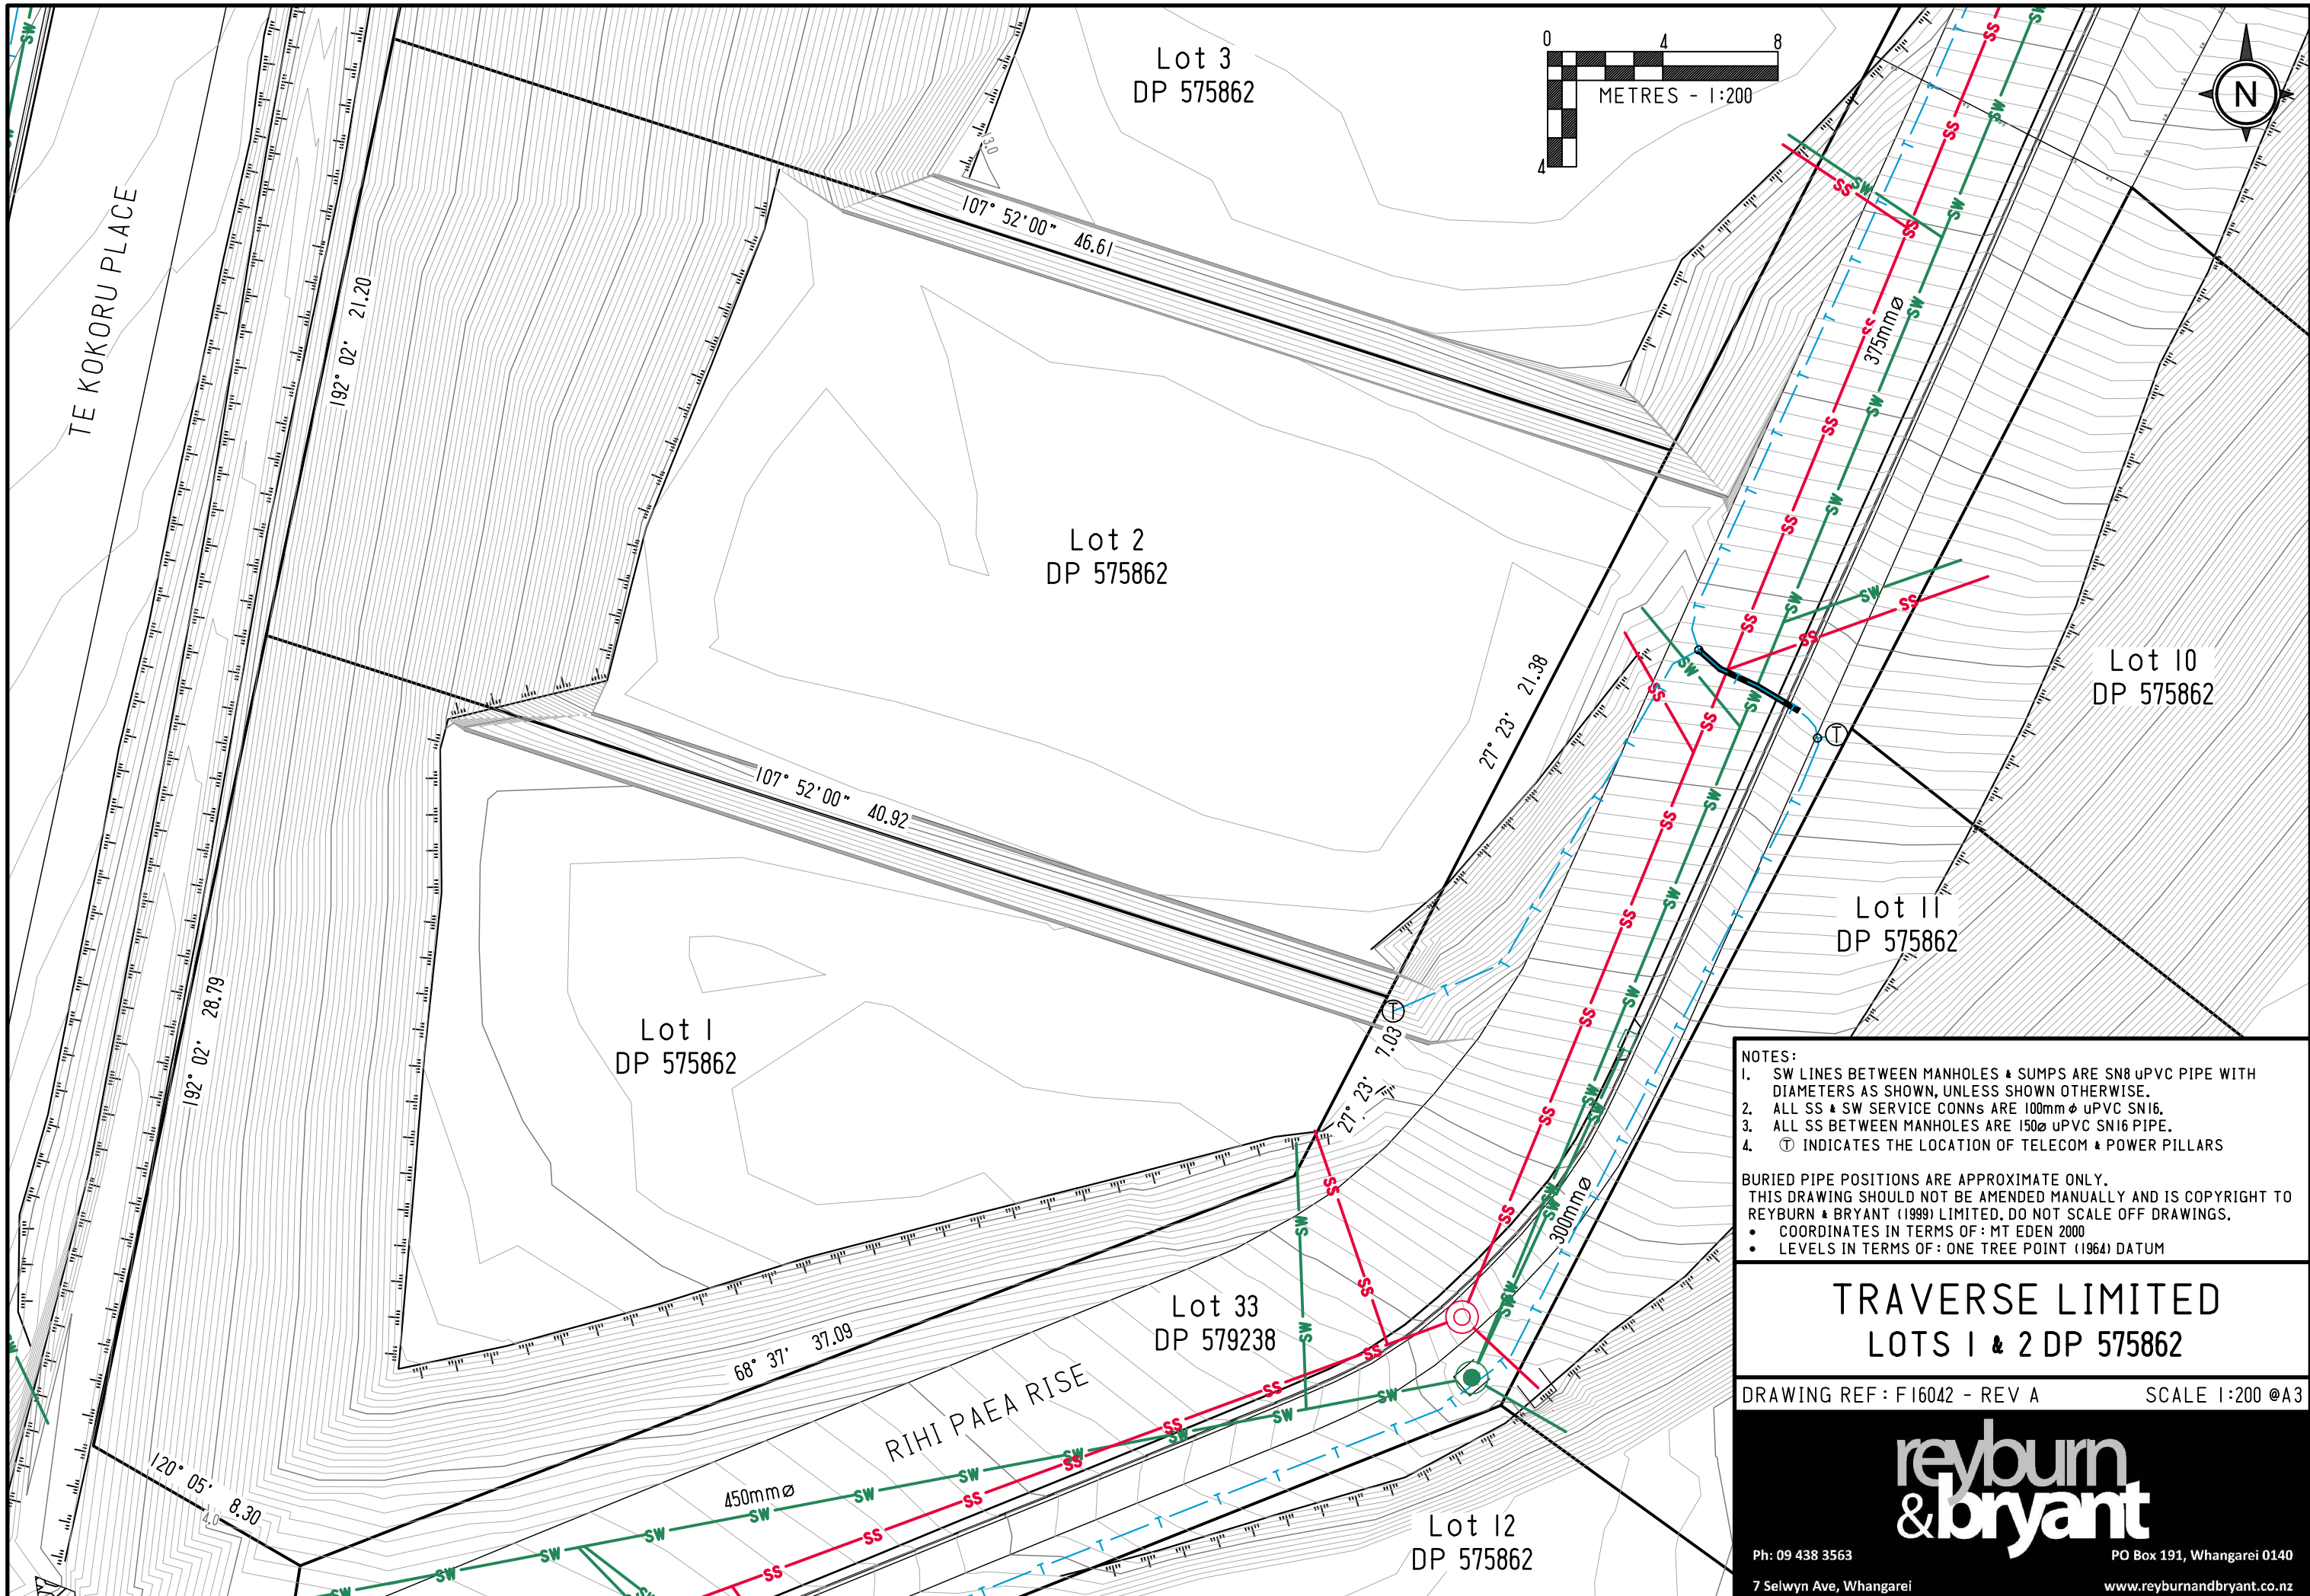 Lot 3
DP 575862
0 4 8
METRES - 1:200
4
N
TE KOKORU PLACE
192° 02' 21.20
107° 52'00" 46.61
3.0
375mmØ
Lot 2
DP 575862
27° 23' 21.38
Lot 10
DP 575862
107° 52'00" 40.92
Lot 11
DP 575862
Lot 1
DP 575862
192° 02' 28.79
27° 23' 7.03
T
T
300mmØ
Lot 33
DP 579238
68° 37' 37.09
RIHI PAEA RISE
450mmØ
120° 05' 8.30
4.0
Lot 12
DP 575862
SW
SS
T
NOTES:
1. SW LINES BETWEEN MANHOLES & SUMPS ARE SN8 uPVC PIPE WITH
DIAMETERS AS SHOWN, UNLESS SHOWN OTHERWISE.
2. ALL SS & SW SERVICE CONNs ARE 100mm ø uPVC SN16.
3. ALL SS BETWEEN MANHOLES ARE 150ø uPVC SN16 PIPE.
4. Ⓣ INDICATES THE LOCATION OF TELECOM & POWER PILLARS
BURIED PIPE POSITIONS ARE APPROXIMATE ONLY.
THIS DRAWING SHOULD NOT BE AMENDED MANUALLY AND IS COPYRIGHT TO
REYBURN & BRYANT (1999) LIMITED. DO NOT SCALE OFF DRAWINGS.
• COORDINATES IN TERMS OF: MT EDEN 2000
• LEVELS IN TERMS OF: ONE TREE POINT (1964) DATUM
TRAVERSE LIMITED
LOTS 1 & 2 DP 575862
DRAWING REF: F16042 - REV A SCALE 1:200 @A3
reyburn
&bryant
Ph: 09 438 3563 PO Box 191, Whangarei 0140
7 Selwyn Ave, Whangarei www.reyburnandbryant.co.nz